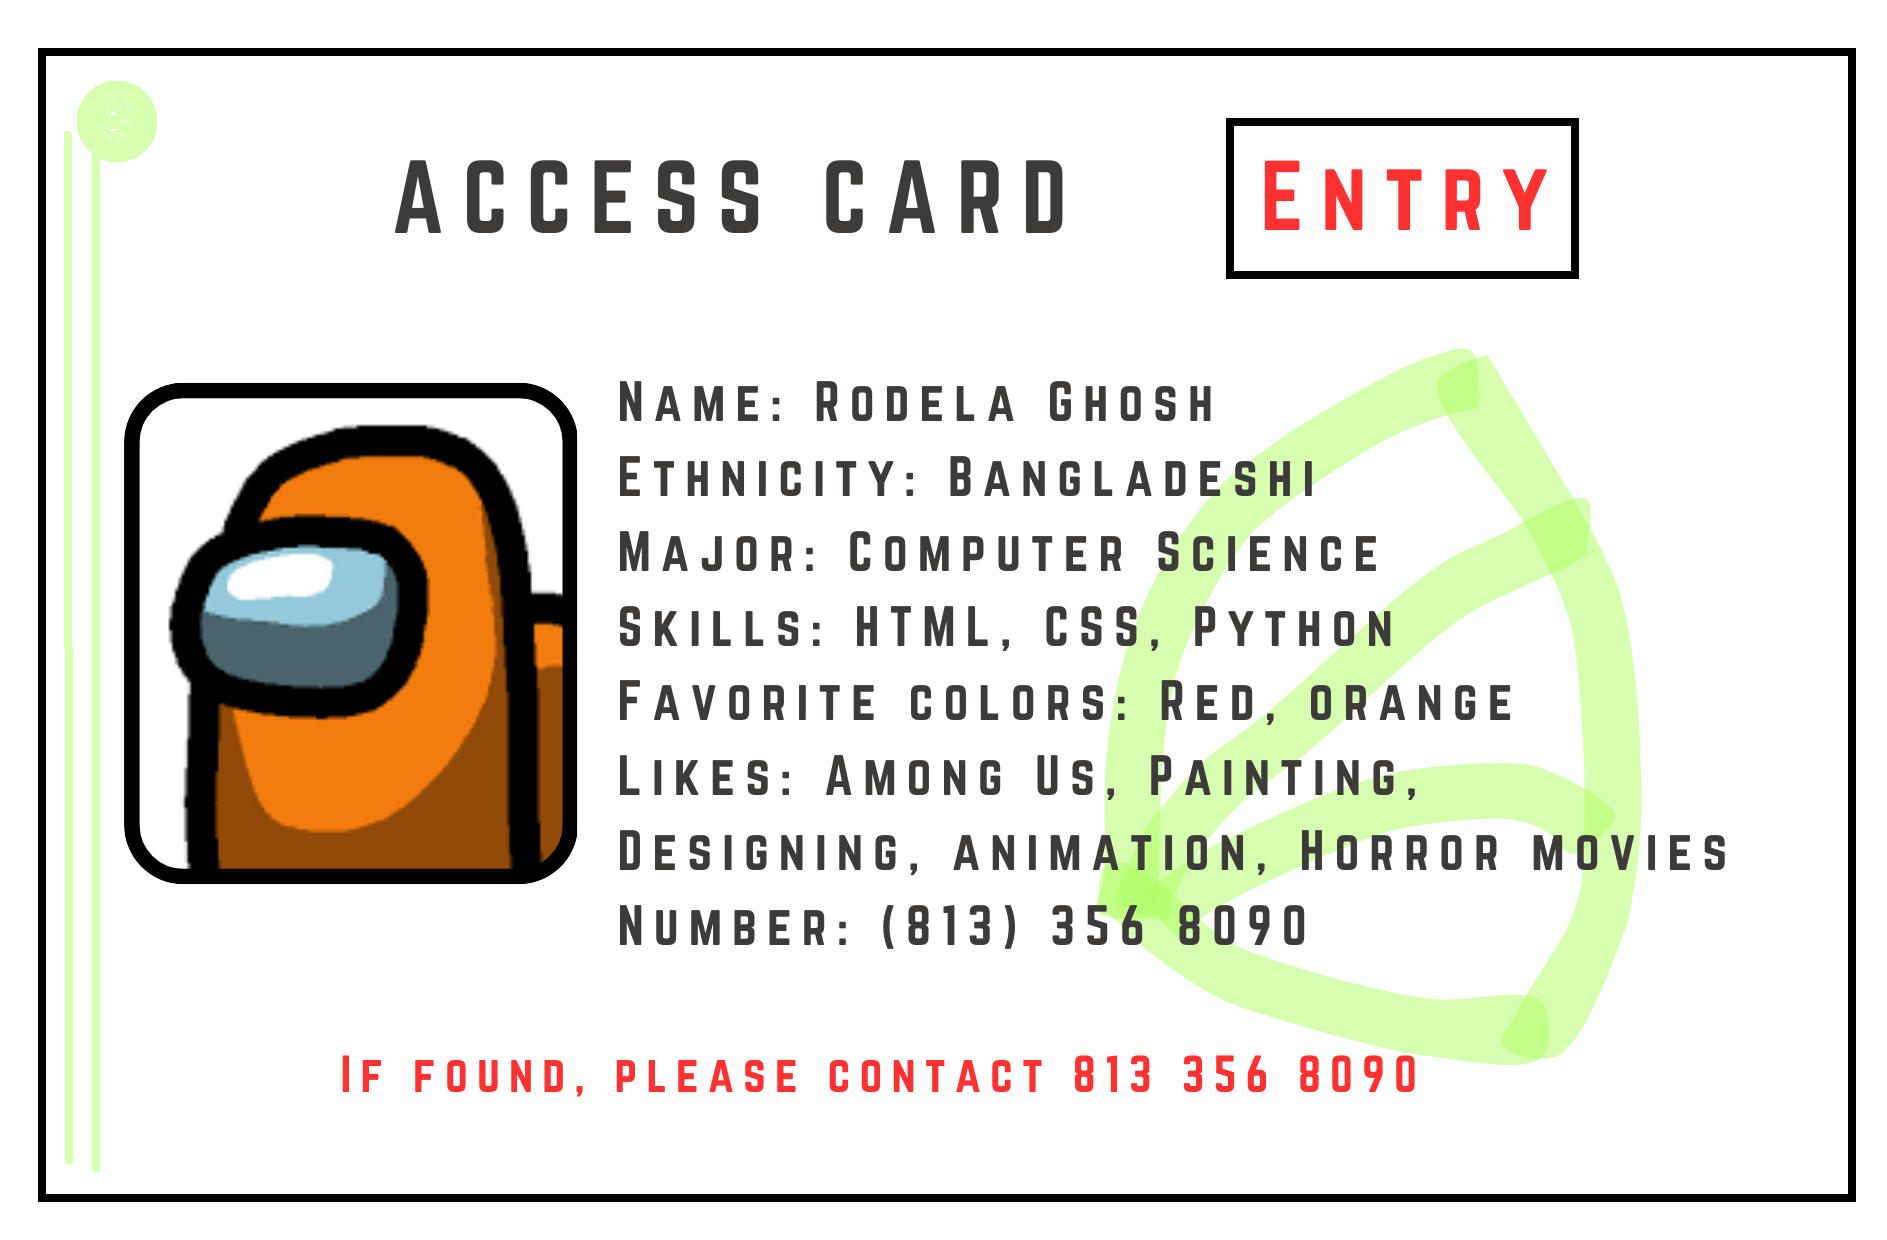 ACCESS CARD
Entry
Name: Rodela Ghosh
Ethnicity: Bangladeshi
Major: Computer Science
Skills: HTML, CSS, Python
Favorite colors: Red, orange
Likes: Among Us, Painting,
Designing, animation, Horror movies
Number: (813) 356 8090
If found, please contact 813 356 8090